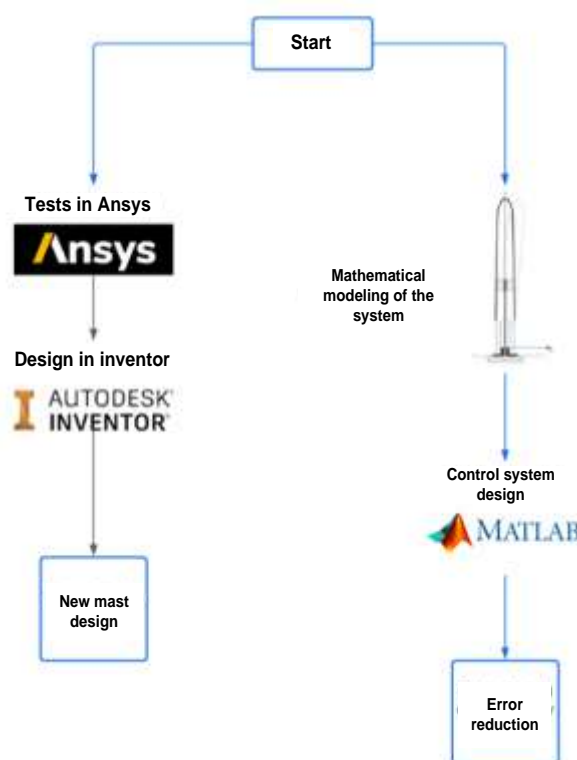 Start
Tests in Ansys
Ansys
Design in inventor
AUTODESK®
INVENTOR®
New mast
design
Mathematical
modeling of the
system
Control system
design
MATLAB
Error
reduction